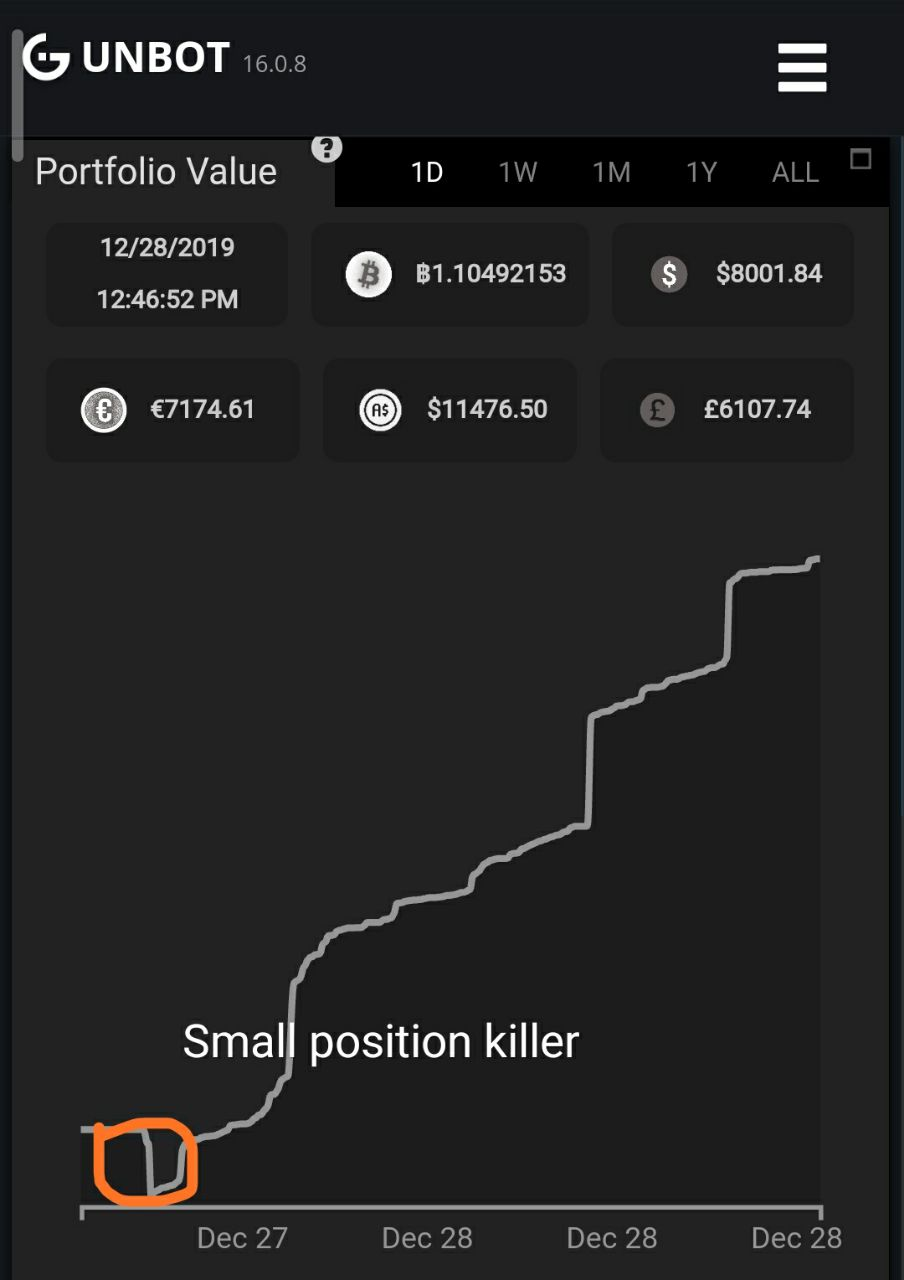 GUNBOT 16.0.8
Portfolio Value ? 1D 1W 1M 1Y ALL
12/28/2019
12:46:52 PM
฿1.10492153
$ $8001.84
€ €7174.61
A$ $11476.50
£ £6107.74
Small position killer
Dec 27 Dec 28 Dec 28 Dec 28